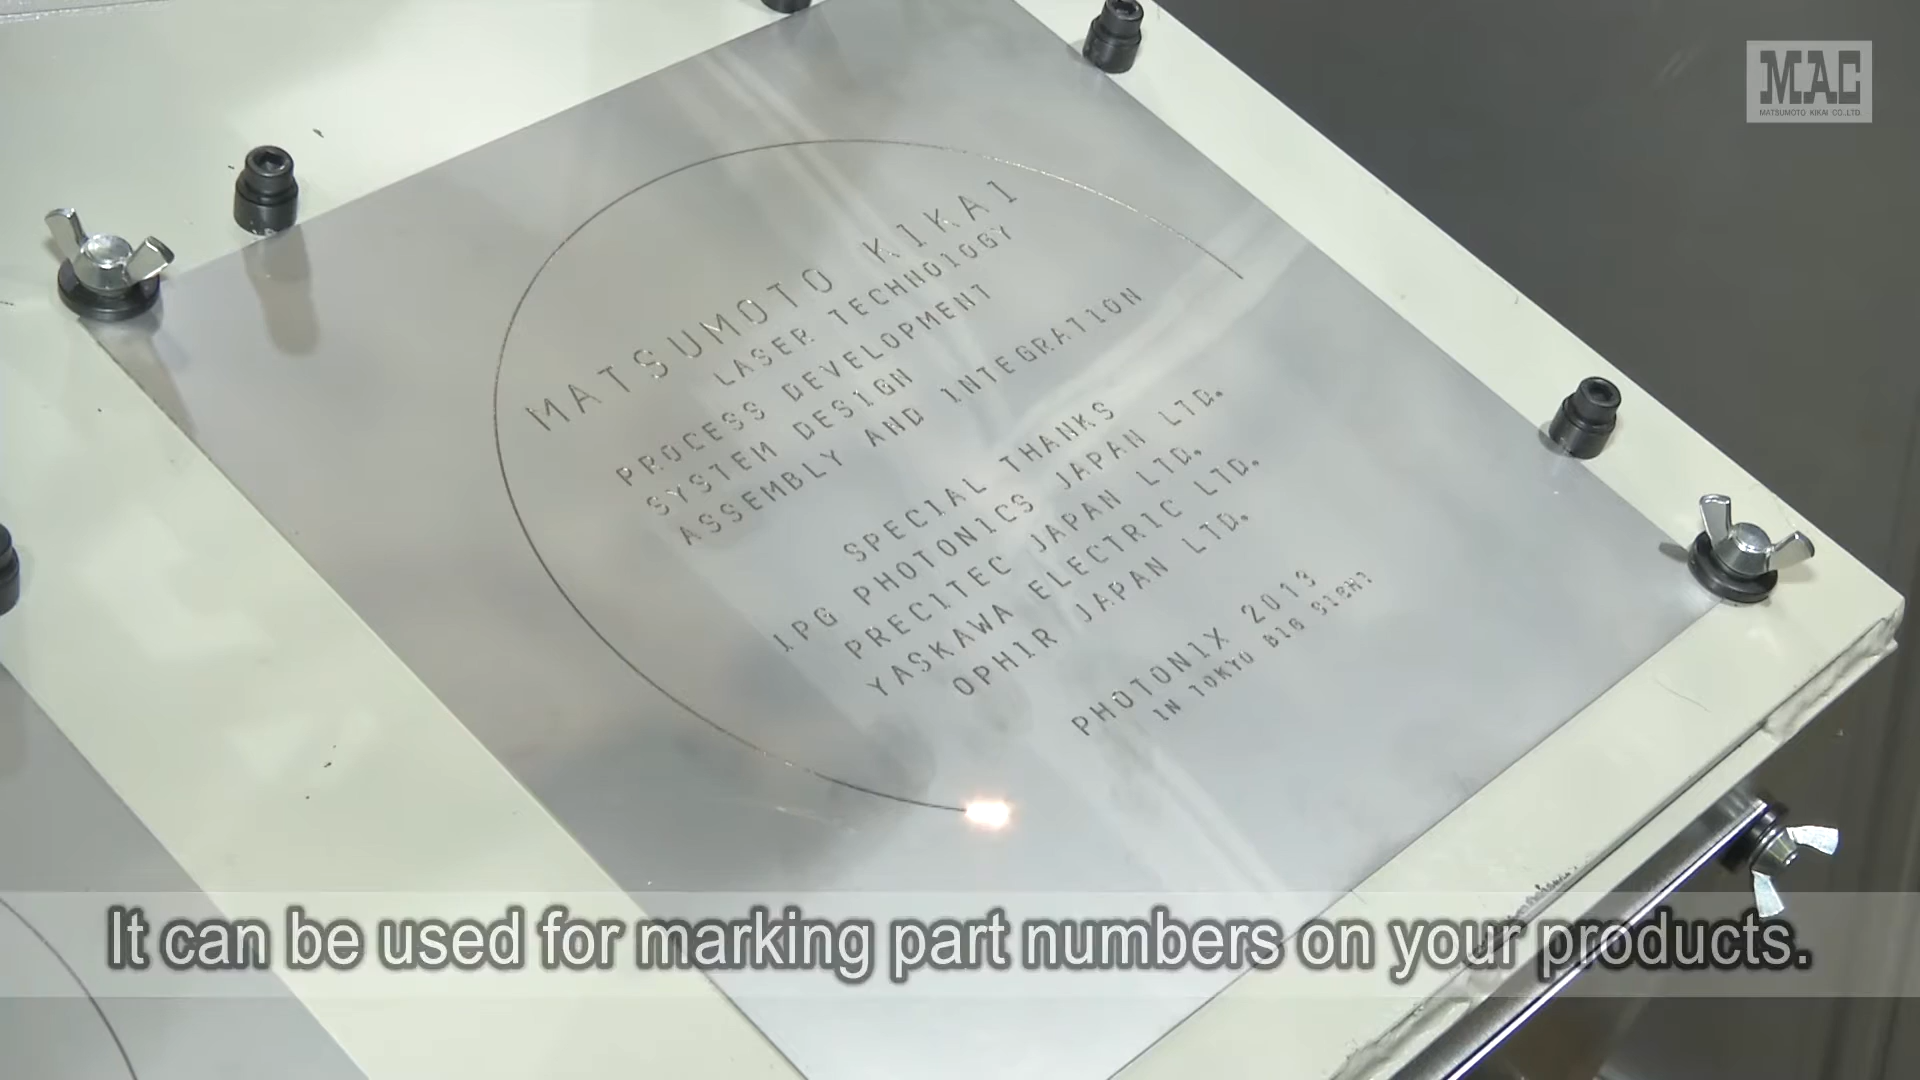 MAC
MATSUMOTO KIKAI CO.,LTD.
MATSUMOTO KIKAI
LASER TECHNOLOGY
PROCESS DEVELOPMENT
SYSTEM DESIGN
ASSEMBLY AND INTEGRATION
SPECIAL THANKS
IPG PHOTONICS JAPAN LTD.
PRECITEC JAPAN LTD.
YASKAWA ELECTRIC LTD.
OPHIR JAPAN LTD.
PHOTONIX 2013
IN TOKYO BIG SIGHT
It can be used for marking part numbers on your products.